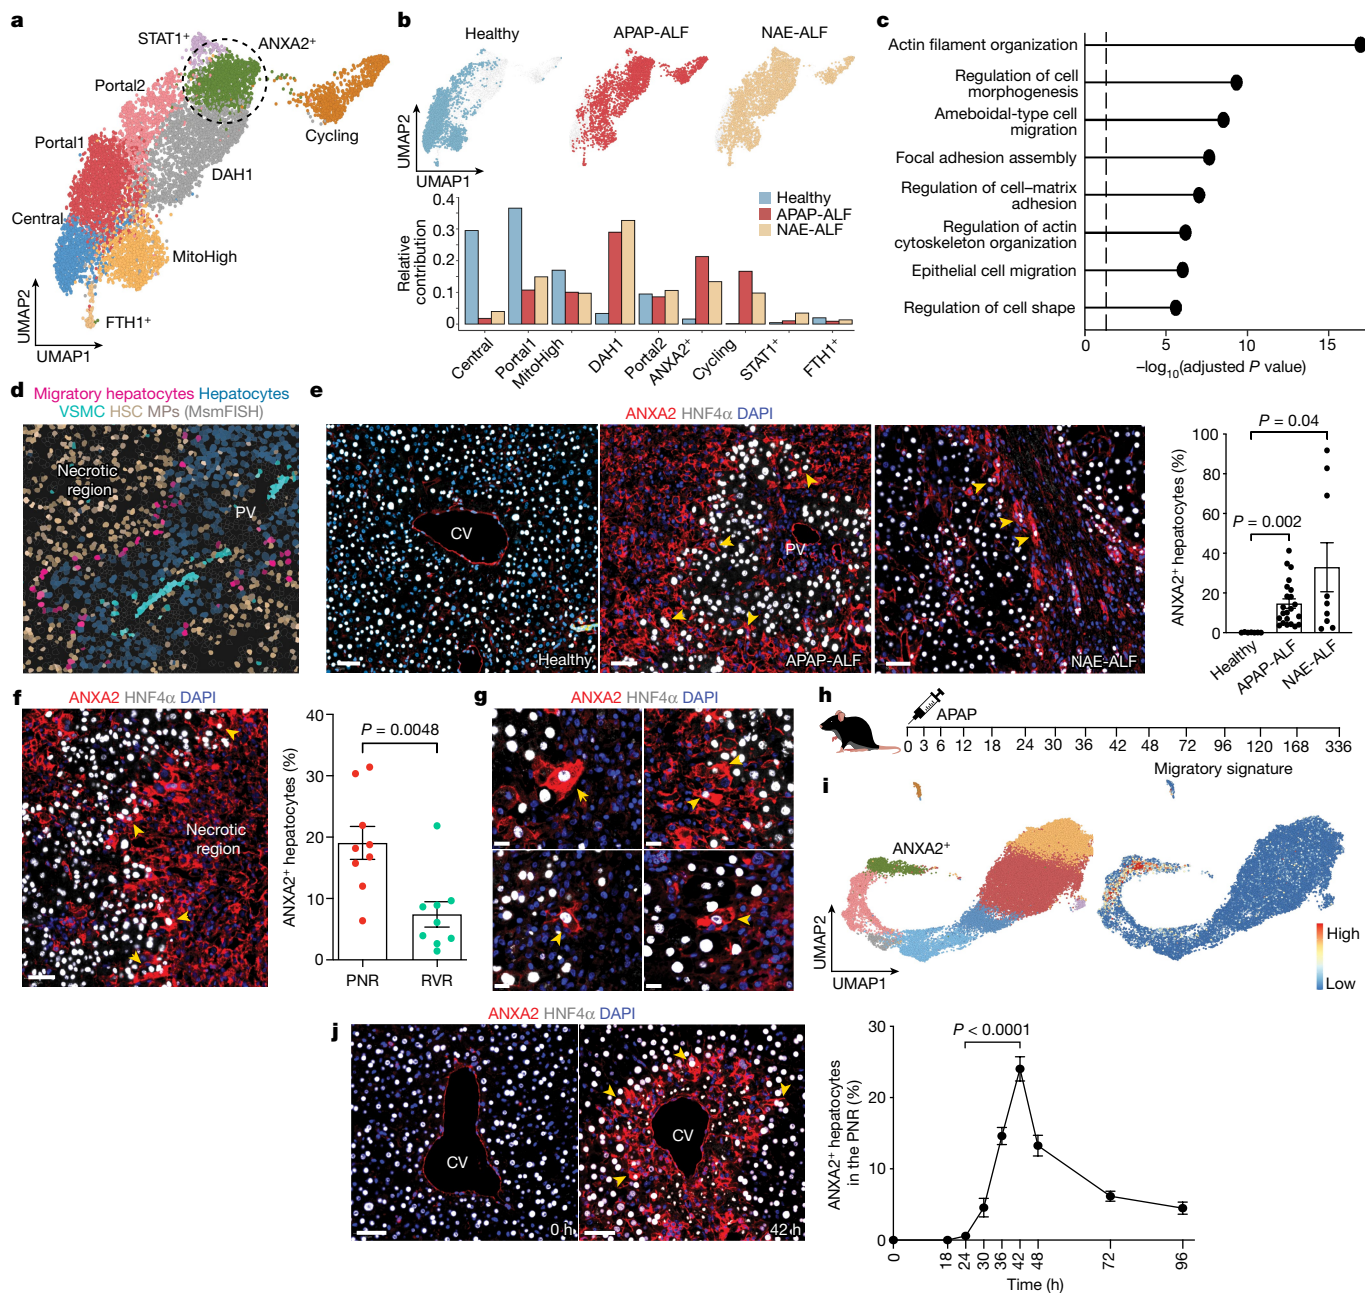 a
STAT1⁺
ANXA2⁺
Portal2
Cycling
Portal1
DAH1
Central
MitoHigh
FTH1⁺
UMAP2
UMAP1
b
Healthy
APAP-ALF
NAE-ALF
UMAP2
UMAP1
Healthy
APAP-ALF
NAE-ALF
Relative
contribution
0.4
0.3
0.2
0.1
0
Central
Portal1
MitoHigh
DAH1
Portal2
ANXA2⁺
Cycling
STAT1⁺
FTH1⁺
c
Actin filament organization
Regulation of cell
morphogenesis
Ameboidal-type cell
migration
Focal adhesion assembly
Regulation of cell–matrix
adhesion
Regulation of actin
cytoskeleton organization
Epithelial cell migration
Regulation of cell shape
0 5 10 15
–log₁₀(adjusted P value)
d
Migratory hepatocytes Hepatocytes
VSMC HSC MPs (MsmFISH)
Necrotic
region
PV
e
ANXA2 HNF4α DAPI
CV
Healthy
PV
APAP-ALF
NAE-ALF
ANXA2⁺ hepatocytes (%)
100
80
60
40
20
0
P = 0.04
P = 0.002
Healthy
APAP-ALF
NAE-ALF
f
ANXA2 HNF4α DAPI
Necrotic
region
ANXA2⁺ hepatocytes (%)
40
30
20
10
0
P = 0.0048
PNR RVR
g
ANXA2 HNF4α DAPI
h
APAP
0 3 6 12 18 24 30 36 42 48 72 96 120 168 336
Migratory signature
i
ANXA2⁺
UMAP2
UMAP1
High
Low
j
ANXA2 HNF4α DAPI
CV
0 h
CV
42 h
ANXA2⁺ hepatocytes
in the PNR (%)
30
20
10
0
P < 0.0001
0 18 24 30 36 42 48 72 96
Time (h)